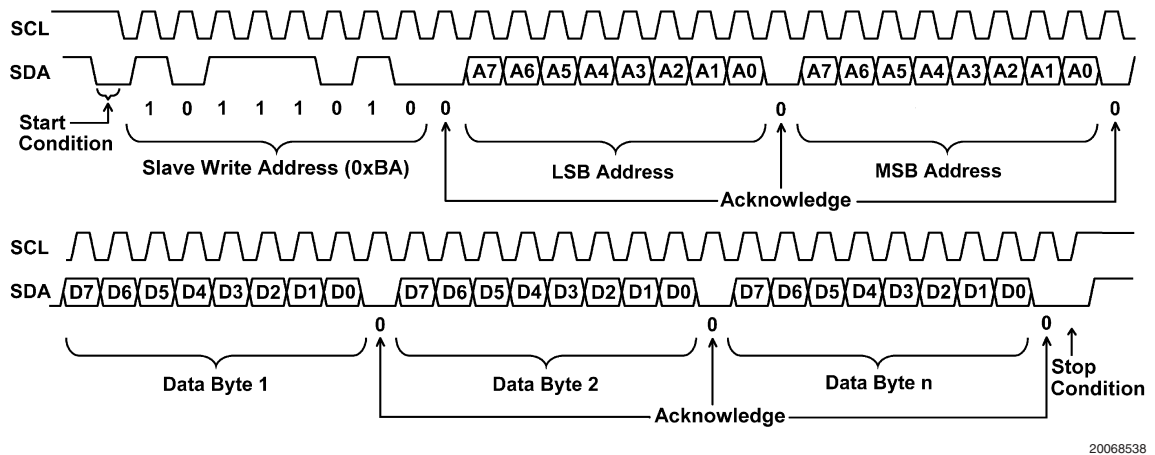 SCL
SDA A7 A6 A5 A4 A3 A2 A1 A0 A7 A6 A5 A4 A3 A2 A1 A0
1 0 1 1 1 0 1 0 0 0 0
Start
Condition
Slave Write Address (0xBA) LSB Address MSB Address
Acknowledge
SCL
SDA D7 D6 D5 D4 D3 D2 D1 D0 D7 D6 D5 D4 D3 D2 D1 D0 D7 D6 D5 D4 D3 D2 D1 D0
0 0 0
Stop
Condition
Data Byte 1 Data Byte 2 Data Byte n
Acknowledge
20068538